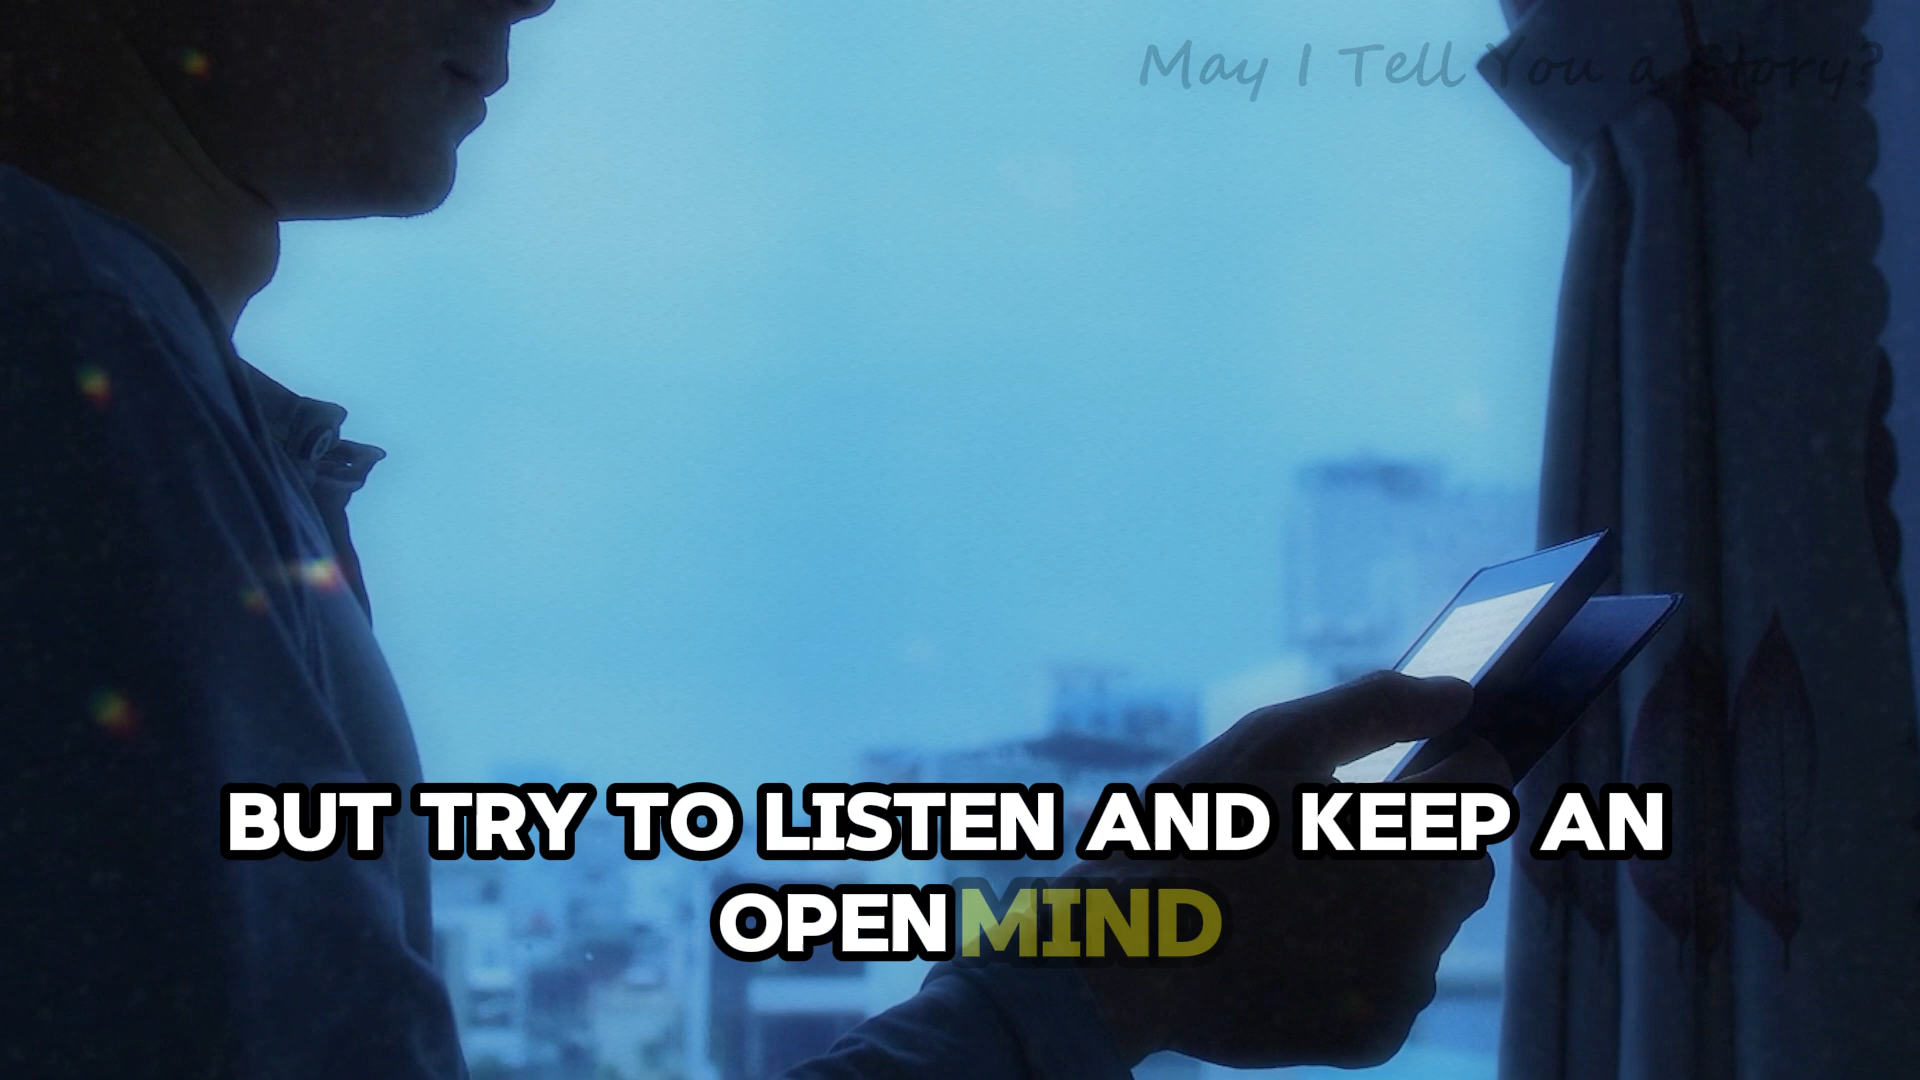 May I Tell You a Story?
BUT TRY TO LISTEN AND KEEP AN
OPEN MIND